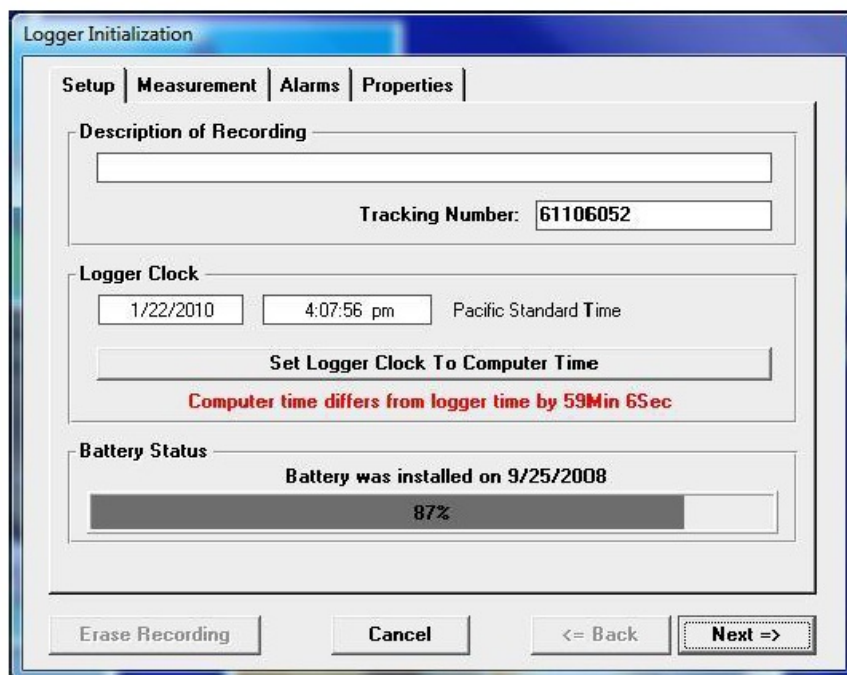 Logger Initialization
Setup Measurement Alarms Properties
Description of Recording
Tracking Number: 61106052
Logger Clock
1/22/2010 4:07:56 pm Pacific Standard Time
Set Logger Clock To Computer Time
Computer time differs from logger time by 59Min 6Sec
Battery Status
Battery was installed on 9/25/2008
87%
Erase Recording Cancel <= Back Next =>